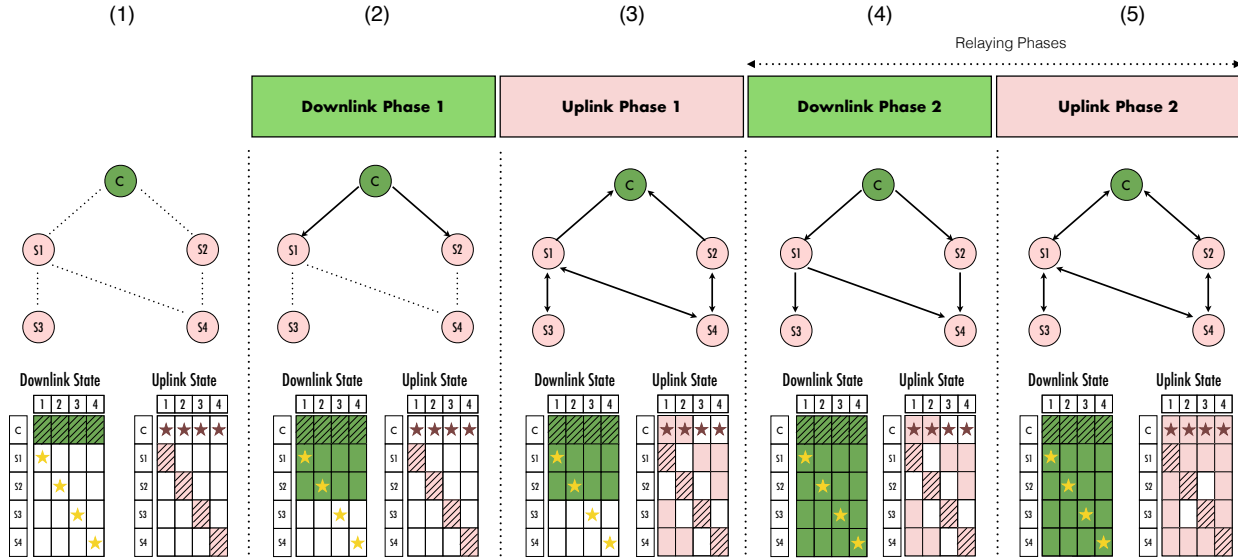 (1) (2) (3) (4) (5)
Relaying Phases
Downlink Phase 1 Uplink Phase 1 Downlink Phase 2 Uplink Phase 2
C C C C C
S1 S2 S1 S2 S1 S2 S1 S2 S1 S2
S3 S4 S3 S4 S3 S4 S3 S4 S3 S4
Downlink State Uplink State Downlink State Uplink State Downlink State Uplink State Downlink State Uplink State Downlink State Uplink State
1 2 3 4 1 2 3 4 1 2 3 4 1 2 3 4 1 2 3 4 1 2 3 4 1 2 3 4 1 2 3 4 1 2 3 4 1 2 3 4
C C C C C C C C C C
S1 S1 S1 S1 S1 S1 S1 S1 S1 S1
S2 S2 S2 S2 S2 S2 S2 S2 S2 S2
S3 S3 S3 S3 S3 S3 S3 S3 S3 S3
S4 S4 S4 S4 S4 S4 S4 S4 S4 S4